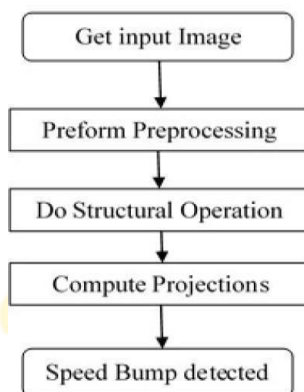 Get input Image
Preform Preprocessing
Do Structural Operation
Compute Projections
Speed Bump detected